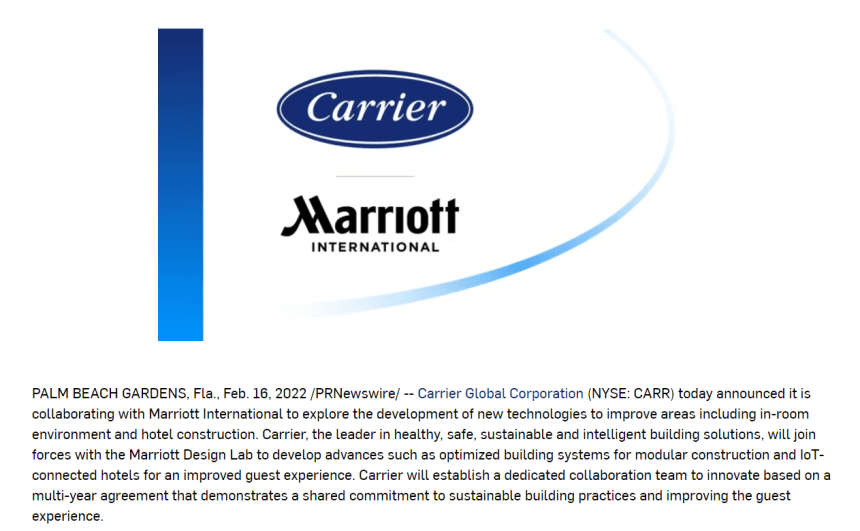 Carrier
Marriott
INTERNATIONAL
PALM BEACH GARDENS, Fla., Feb. 16, 2022 /PRNewswire/ -- Carrier Global Corporation (NYSE: CARR) today announced it is
collaborating with Marriott International to explore the development of new technologies to improve areas including in-room
environment and hotel construction. Carrier, the leader in healthy, safe, sustainable and intelligent building solutions, will join
forces with the Marriott Design Lab to develop advances such as optimized building systems for modular construction and IoT-
connected hotels for an improved guest experience. Carrier will establish a dedicated collaboration team to innovate based on a
multi-year agreement that demonstrates a shared commitment to sustainable building practices and improving the guest
experience.